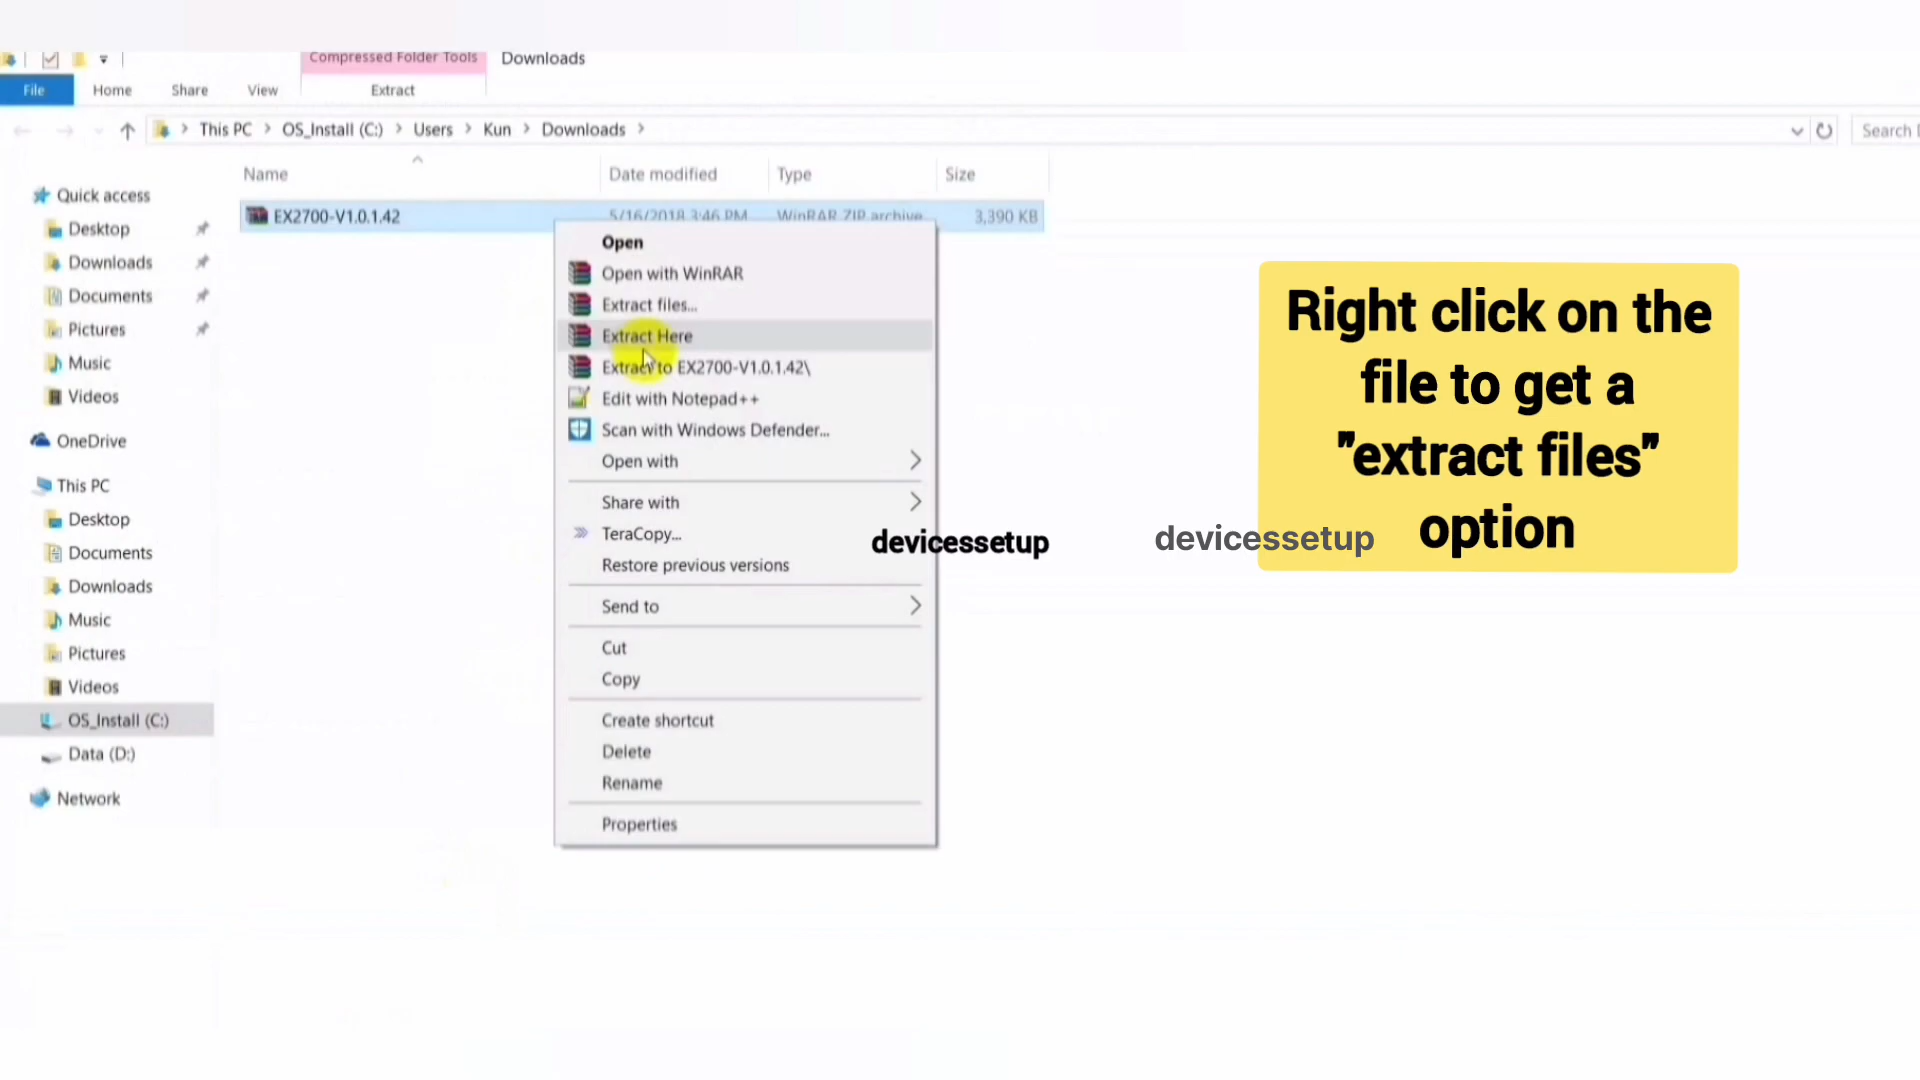 Compressed Folder Tools
Downloads
File
Home
Share
View
Extract
This PC > OS_Install (C:) > Users > Kun > Downloads >
Search
Name
Date modified
Type
Size
EX2700-V1.0.1.42
5/16/2018 3:46 PM
WinRAR ZIP archive
3,390 KB
Quick access
Desktop
Downloads
Documents
Pictures
Music
Videos
OneDrive
This PC
Desktop
Documents
Downloads
Music
Pictures
Videos
OS_Install (C:)
Data (D:)
Network
Open
Open with WinRAR
Extract files...
Extract Here
Extract to EX2700-V1.0.1.42\
Edit with Notepad++
Scan with Windows Defender...
Open with
Share with
TeraCopy...
Restore previous versions
Send to
Cut
Copy
Create shortcut
Delete
Rename
Properties
devicessetup
devicessetup
Right click on the
file to get a
"extract files"
option